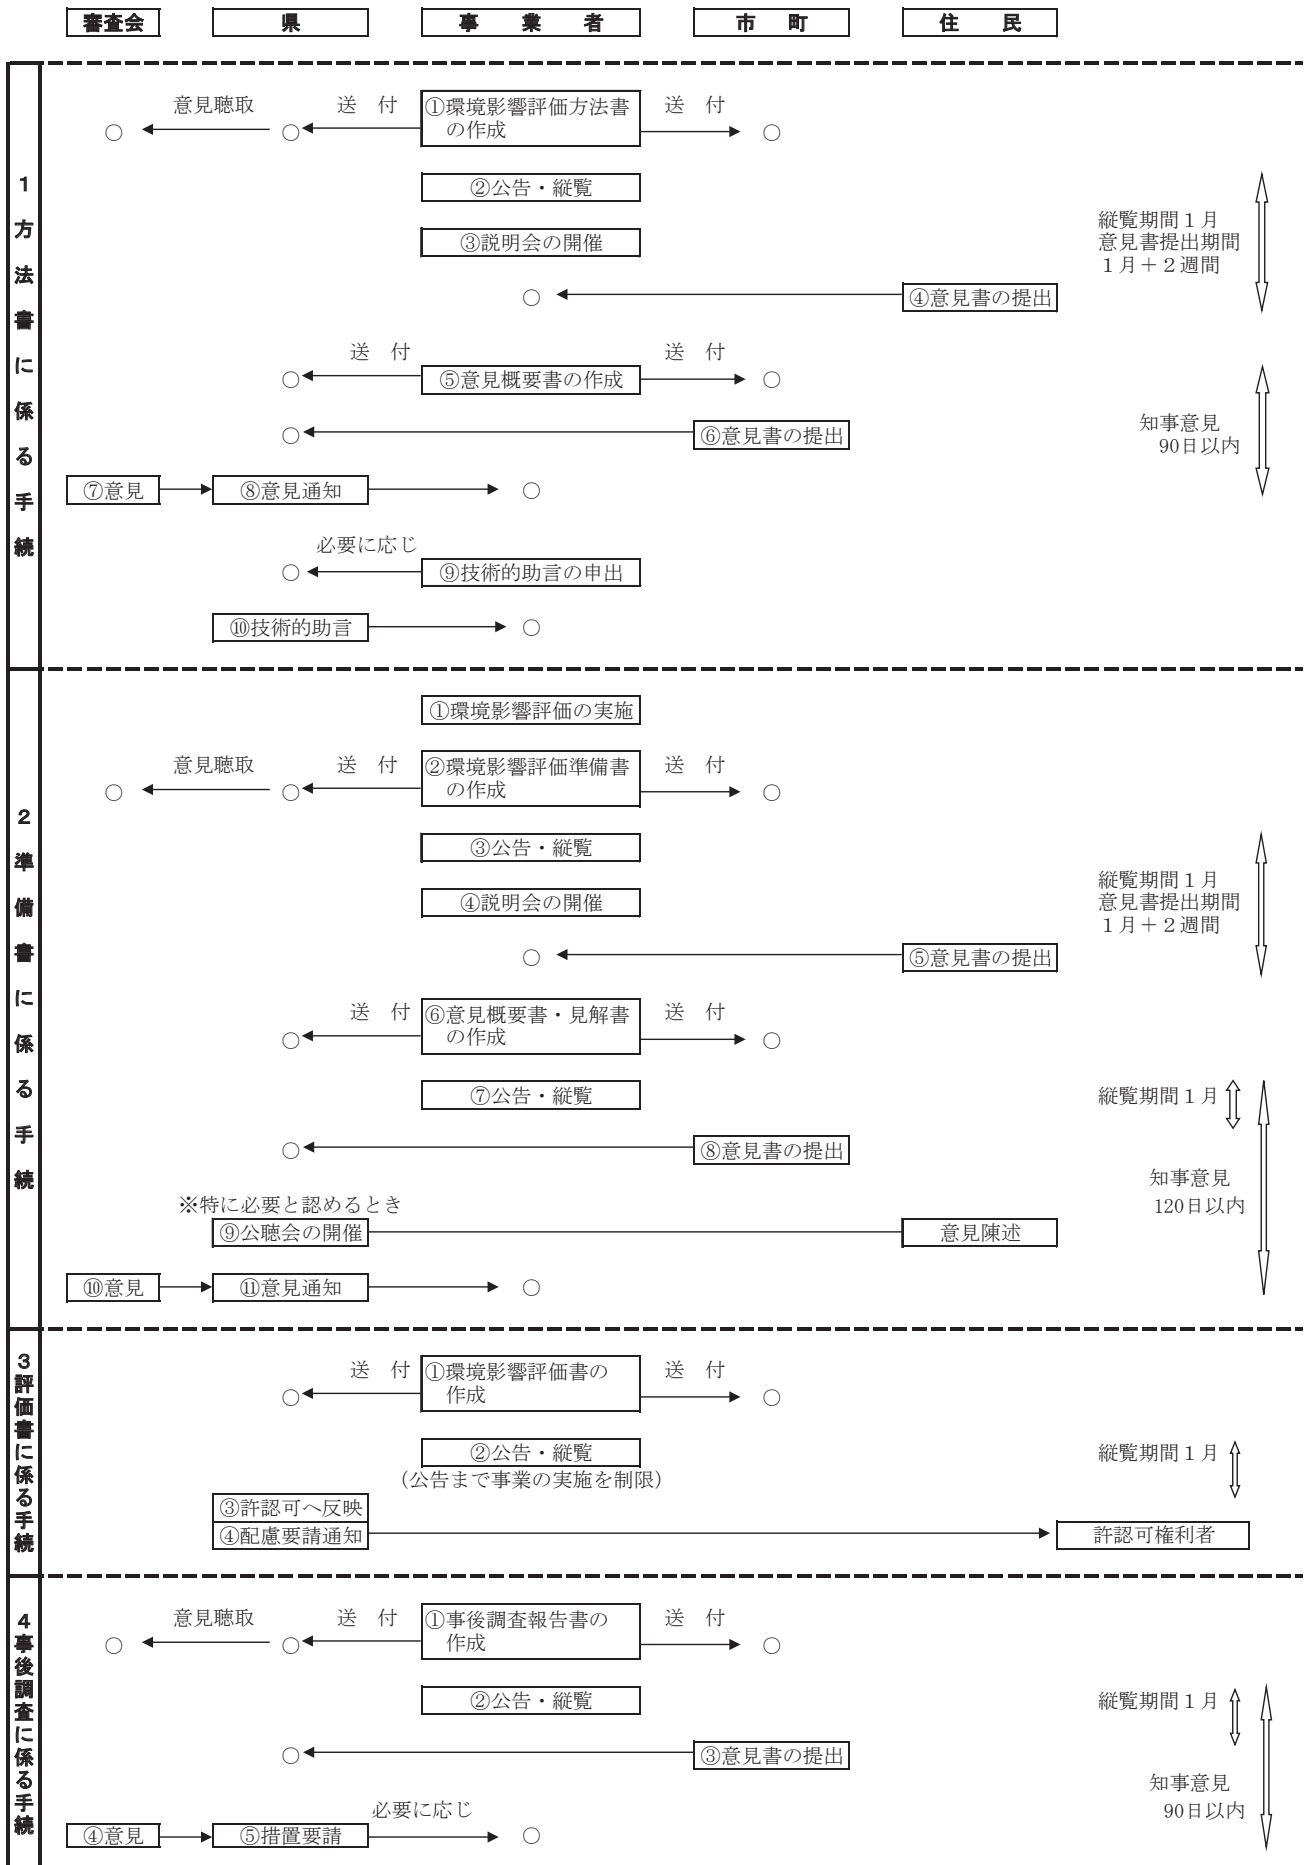 審査会
県
事業者
市町
住民
1方法書に係る手続
意見聴取
送付
①環境影響評価方法書
の作成
送付
○
○
○
②公告・縦覧
③説明会の開催
縦覧期間1月
意見書提出期間
1月+2週間
○
④意見書の提出
送付
送付
○
⑤意見概要書の作成
○
○
⑥意見書の提出
知事意見
90日以内
⑦意見
⑧意見通知
○
必要に応じ
○
⑨技術的助言の申出
⑩技術的助言
○
2準備書に係る手続
①環境影響評価の実施
意見聴取
送付
②環境影響評価準備書
の作成
送付
○
○
○
③公告・縦覧
④説明会の開催
縦覧期間1月
意見書提出期間
1月+2週間
○
⑤意見書の提出
送付
⑥意見概要書・見解書
の作成
送付
○
○
⑦公告・縦覧
縦覧期間1月
○
⑧意見書の提出
知事意見
120日以内
※特に必要と認めるとき
⑨公聴会の開催
意見陳述
⑩意見
⑪意見通知
○
3評価書に係る手続
送付
①環境影響評価書の
作成
送付
○
○
②公告・縦覧
(公告まで事業の実施を制限)
縦覧期間1月
③許認可へ反映
④配慮要請通知
許認可権利者
4事後調査に係る手続
意見聴取
送付
①事後調査報告書の
作成
送付
○
○
○
②公告・縦覧
縦覧期間1月
○
③意見書の提出
知事意見
90日以内
必要に応じ
④意見
⑤措置要請
○